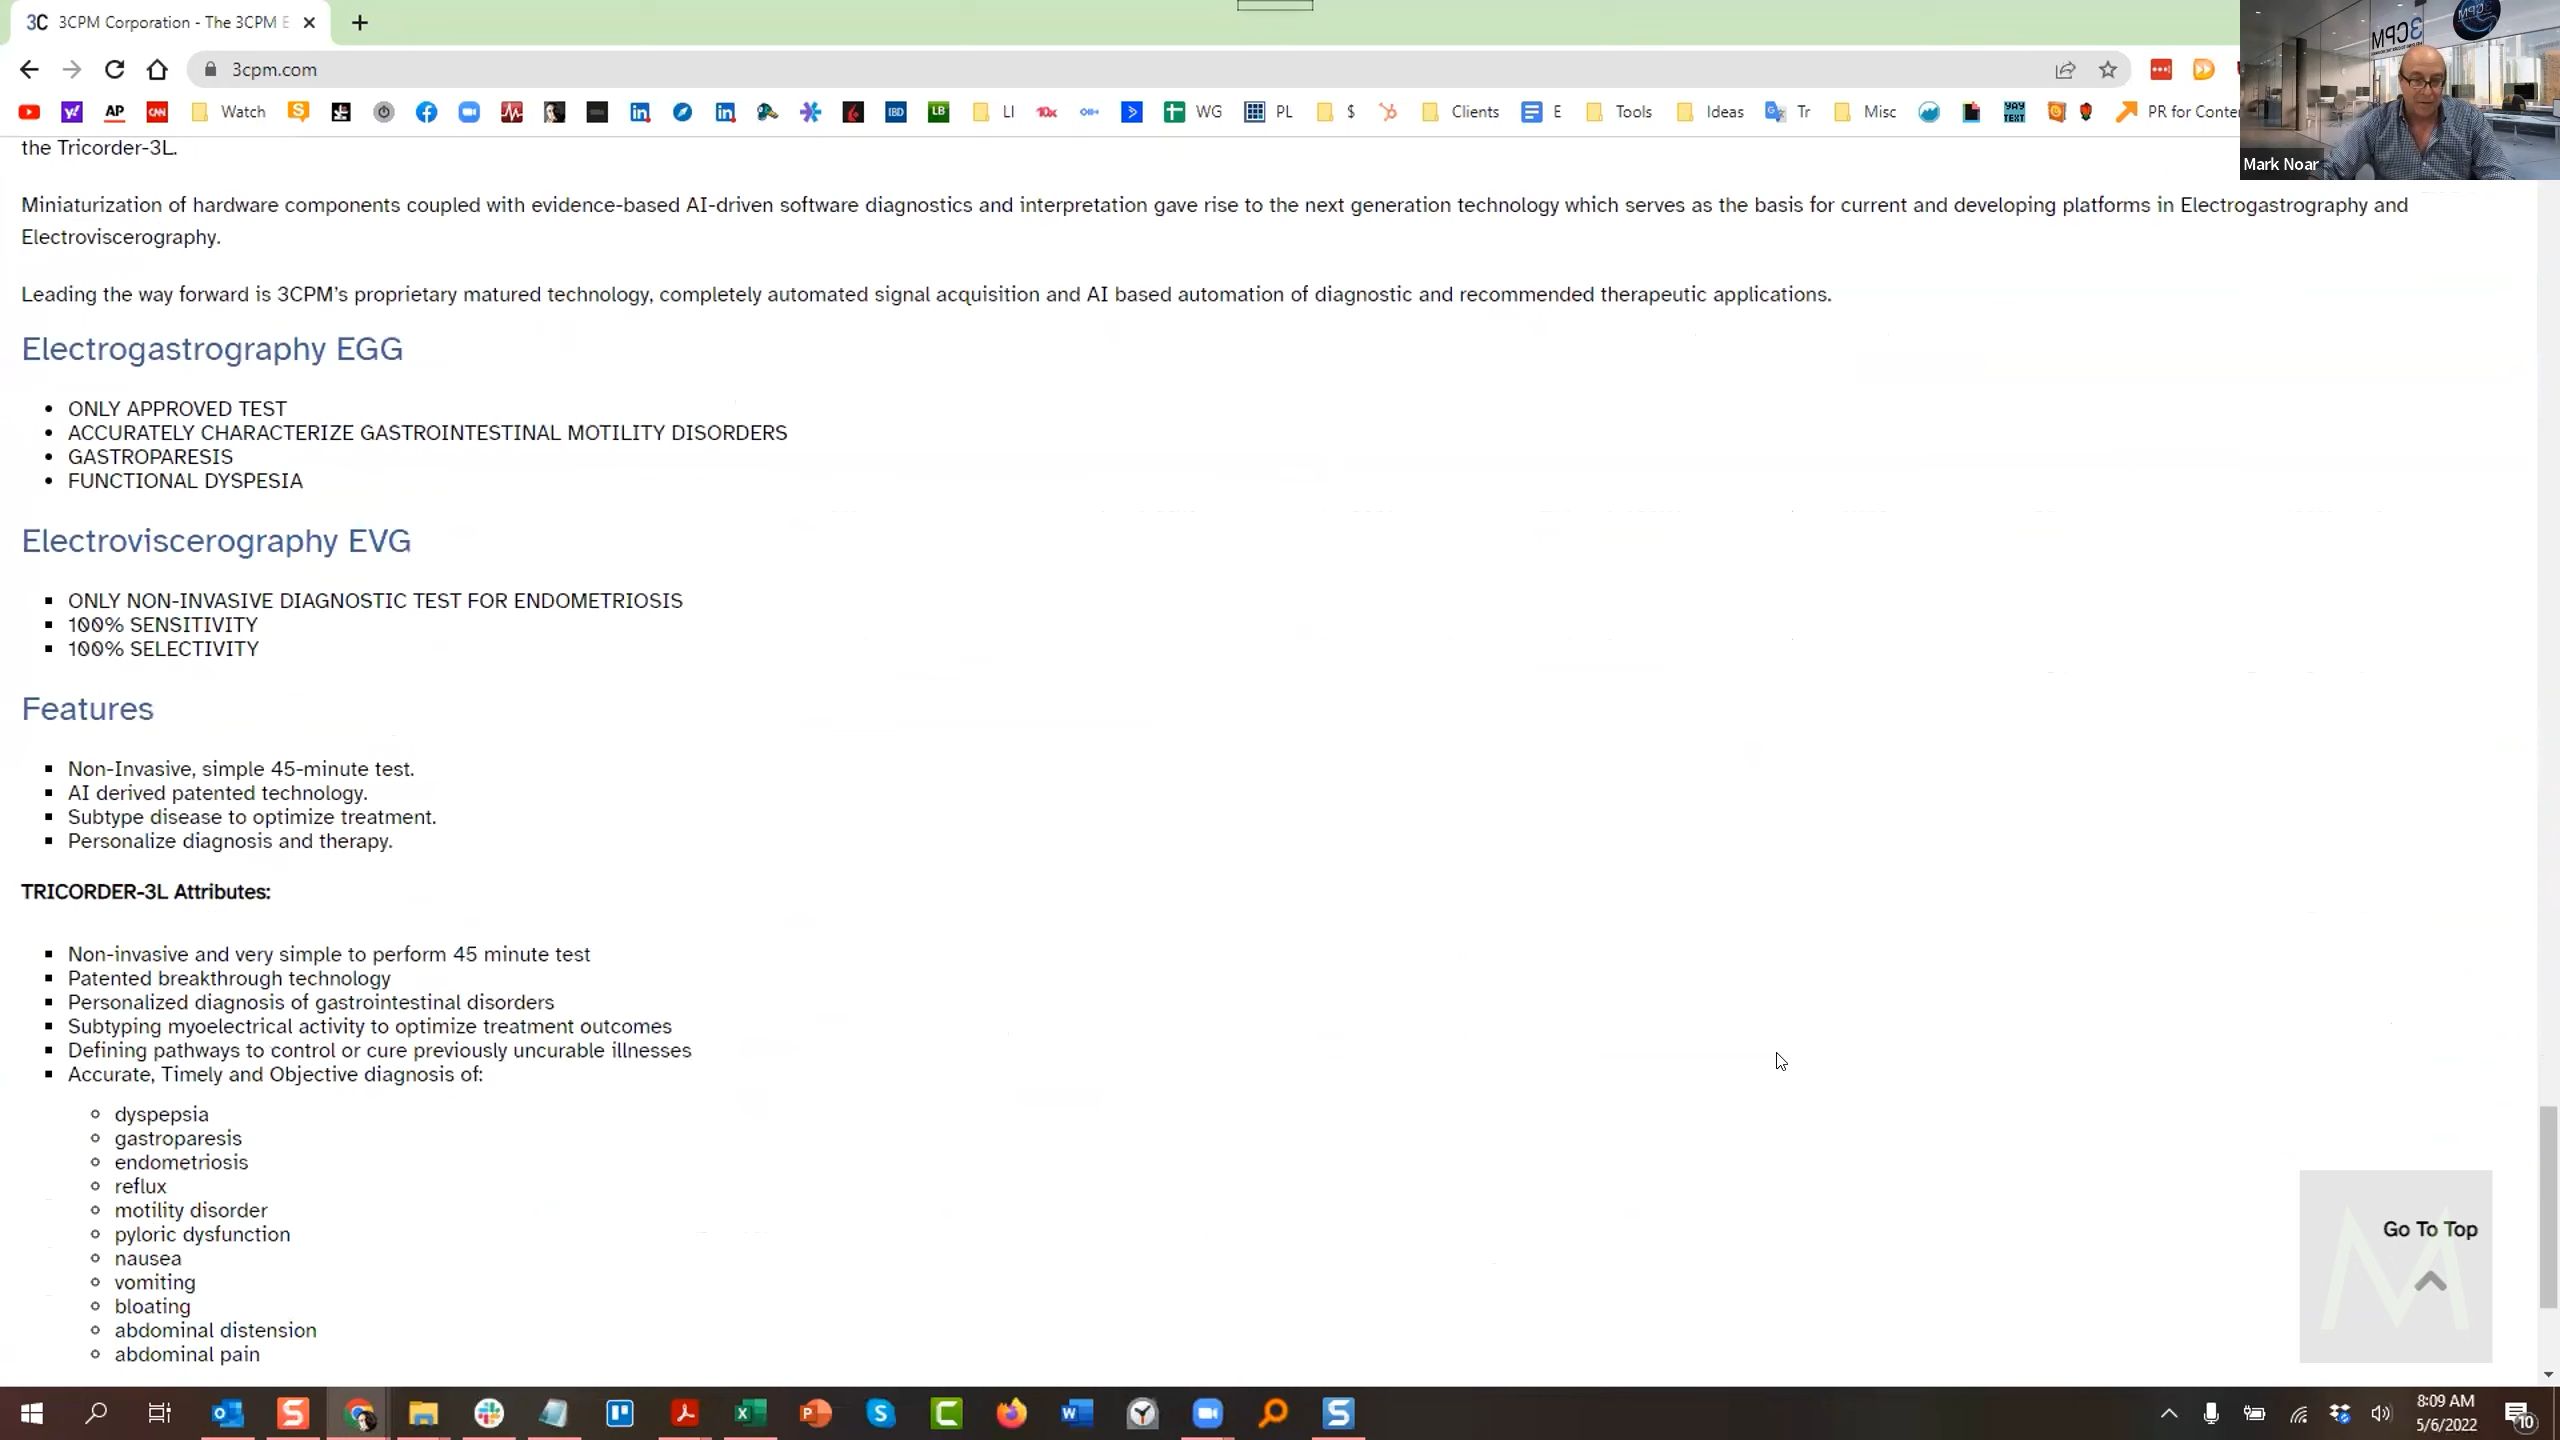 3C 3CPM Corporation - The 3CPM E
3cpm.com
AP CNN Watch LI 10x WG PL $ Clients E Tools Ideas Tr Misc YAY TEXT PR for Conte
3CPM
Mark Noar
the Tricorder-3L.
Miniaturization of hardware components coupled with evidence-based AI-driven software diagnostics and interpretation gave rise to the next generation technology which serves as the basis for current and developing platforms in Electrogastrography and
Electroviscerography.
Leading the way forward is 3CPM’s proprietary matured technology, completely automated signal acquisition and AI based automation of diagnostic and recommended therapeutic applications.
Electrogastrography EGG
• ONLY APPROVED TEST
• ACCURATELY CHARACTERIZE GASTROINTESTINAL MOTILITY DISORDERS
• GASTROPARESIS
• FUNCTIONAL DYSPESIA
Electroviscerography EVG
▪ ONLY NON-INVASIVE DIAGNOSTIC TEST FOR ENDOMETRIOSIS
▪ 100% SENSITIVITY
▪ 100% SELECTIVITY
Features
▪ Non-Invasive, simple 45-minute test.
▪ AI derived patented technology.
▪ Subtype disease to optimize treatment.
▪ Personalize diagnosis and therapy.
TRICORDER-3L Attributes:
▪ Non-invasive and very simple to perform 45 minute test
▪ Patented breakthrough technology
▪ Personalized diagnosis of gastrointestinal disorders
▪ Subtyping myoelectrical activity to optimize treatment outcomes
▪ Defining pathways to control or cure previously uncurable illnesses
▪ Accurate, Timely and Objective diagnosis of:
○ dyspepsia
○ gastroparesis
○ endometriosis
○ reflux
○ motility disorder
○ pyloric dysfunction
○ nausea
○ vomiting
○ bloating
○ abdominal distension
○ abdominal pain
Go To Top
8:09 AM
5/6/2022
10